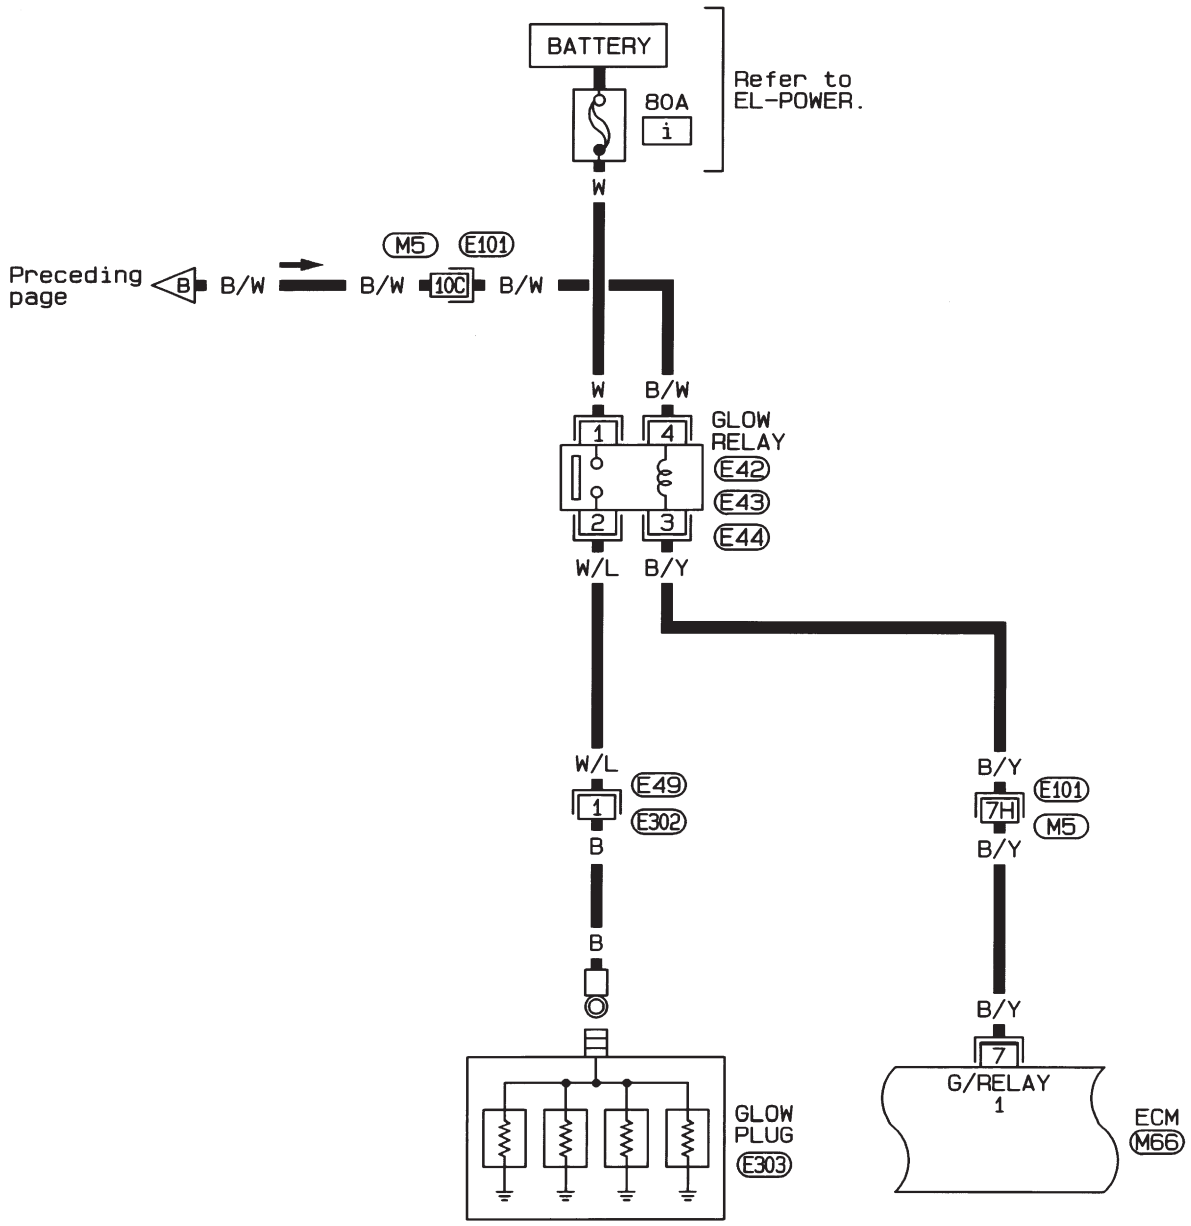 BATTERY
80A
i
Refer to
EL-POWER.
W
M5
E101
Preceding
page
B
B/W
B/W
10C
B/W
W
B/W
1
4
GLOW
RELAY
E42
E43
E44
2
3
W/L
B/Y
W/L
B/Y
1
E49
E302
7H
E101
M5
B
B/Y
B
B/Y
7
G/RELAY
1
GLOW
PLUG
E303
ECM
M66